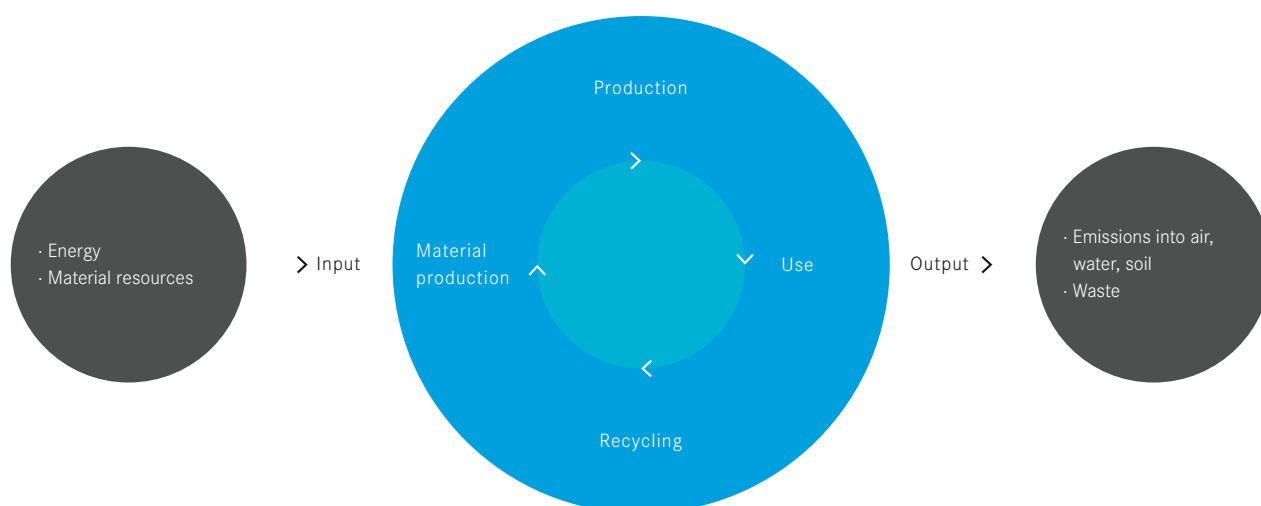 Production
· Energy
· Material resources
Input
Material
production
Use
Output
· Emissions into air,
water, soil
· Waste
Recycling